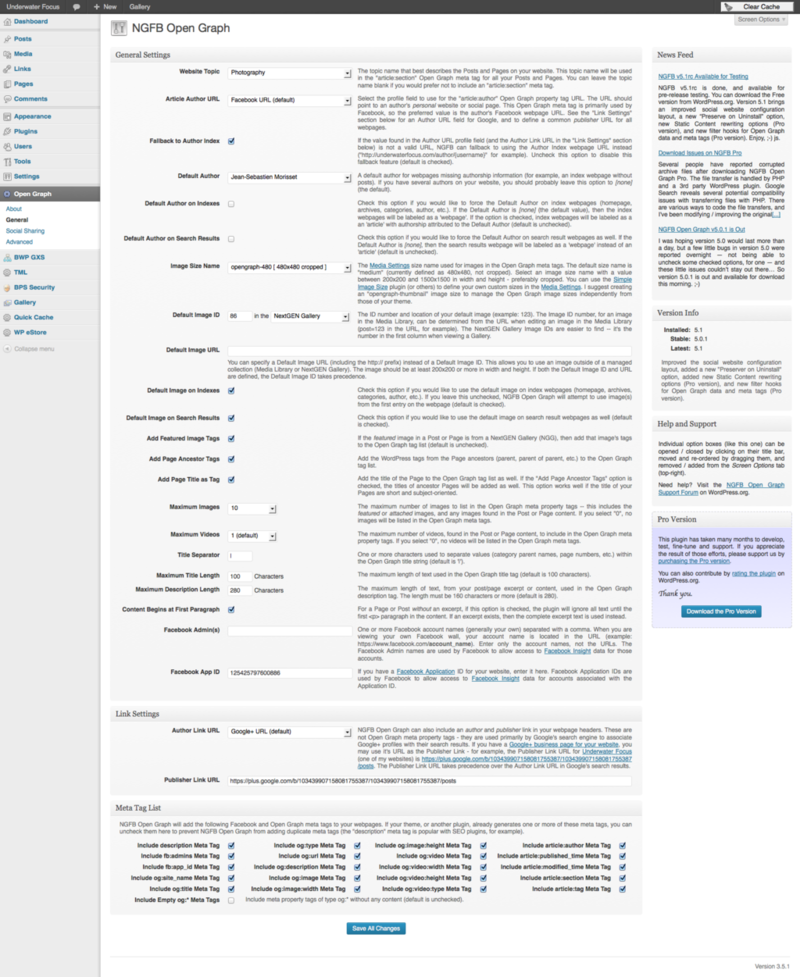 Underwater Focus
+ New
Gallery
Clear Cache
Screen Options
Dashboard
Posts
Media
Links
Pages
Comments
Appearance
Plugins
Users
Tools
Settings
Open Graph
About
General
Social Sharing
Advanced
BWP GXS
TML
BPS Security
Gallery
Quick Cache
WP eStore
Collapse menu
NGFB Open Graph
General Settings
Website Topic
Photography
The topic name that best describes the Posts and Pages on your website. This topic name will be used
in the "article:section" Open Graph meta tag for all your Posts and Pages. You can leave the topic
name blank if you would prefer not to include an "article:section" meta tag.
Article Author URL
Facebook URL (default)
Select the profile field to use for the "article:author" Open Graph property tag URL. The URL should
point to an author's personal website or social page. This Open Graph meta tag is primarily used by
Facebook, so the preferred value is the author's Facebook webpage URL. See the "Link Settings"
section below for an Author URL field for Google, and to define a common publisher URL for all
webpages.
Fallback to Author Index
If the value found in the Author URL profile field (and the Author Link URL in the "Link Settings" section
below) is not a valid URL, NGFB can fallback to using the Author Index webpage URL instead
("http://underwaterfocus.com/author/{username}" for example). Uncheck this option to disable this
fallback feature (default is checked).
Default Author
Jean-Sebastien Morisset
A default author for webpages missing authorship information (for example, an index webpage without
posts). If you have several authors on your website, you should probably leave this option to [none]
(the default).
Default Author on Indexes
Check this option if you would like to force the Default Author on index webpages (homepage,
archives, categories, author, etc.). If the Default Author is [none] (the default value), then the index
webpages will be labeled as a 'webpage'. If the option is checked, index webpages will be labeled as
an 'article' with authorship attributed to the Default Author (default is unchecked).
Default Author on Search Results
Check this option if you would like to force the Default Author on search result webpages as well. If the
Default Author is [none], then the search results webpage will be labeled as a 'webpage' instead of an
'article' (default is unchecked).
Image Size Name
opengraph-480 [ 480x480 cropped ]
The Media Settings size name used for images in the Open Graph meta tags. The default size name is
"medium" (currently defined as 480x480, not cropped). Select an image size name with a value
between 200x200 and 1500x1500 in width and height - preferably cropped. You can use the Simple
Image Size plugin (or others) to define your own custom sizes in the Media Settings. I suggest creating
an "opengraph-thumbnail" image size to manage the Open Graph image sizes independently from
those of your theme.
Default Image ID
86
in the
NextGEN Gallery
The ID number and location of your default image (example: 123). The Image ID number, for an image
in the Media Library, can be determined from the URL when editing an image in the Media Library
(post=123 in the URL, for example). The NextGEN Gallery Image IDs are easier to find -- it's the
number in the first column when viewing a Gallery.
Default Image URL
You can specify a Default Image URL (including the http:// prefix) instead of a Default Image ID. This allows you to use an image outside of a managed
collection (Media Library or NextGEN Gallery). The image should be at least 200x200 or more in width and height. If both the Default Image ID and URL
are defined, the Default Image ID takes precedence.
Default Image on Indexes
Check this option if you would like to use the default image on index webpages (homepage, archives,
categories, author, etc.). If you leave this unchecked, NGFB Open Graph will attempt to use image(s)
from the first entry on the webpage (default is checked).
Default Image on Search Results
Check this option if you would like to use the default image on search result webpages as well (default
is checked).
Add Featured Image Tags
If the featured image in a Post or Page is from a NextGEN Gallery (NGG), then add that image's tags
to the Open Graph tag list (default is unchecked).
Add Page Ancestor Tags
Add the WordPress tags from the Page ancestors (parent, parent of parent, etc.) to the Open Graph
tag list.
Add Page Title as Tag
Add the title of the Page to the Open Graph tag list as well. If the "Add Page Ancestor Tags" option is
checked, the titles of ancestor Pages will be added as well. This option works well if the title of your
Pages are short and subject-oriented.
Maximum Images
10
The maximum number of images to list in the Open Graph meta property tags -- this includes the
featured or attached images, and any images found in the Post or Page content. If you select "0", no
images will be listed in the Open Graph meta tags.
Maximum Videos
1 (default)
The maximum number of videos, found in the Post or Page content, to include in the Open Graph meta
property tags. If you select "0", no videos will be listed in the Open Graph meta tags.
Title Separator
|
One or more characters used to separate values (category parent names, page numbers, etc.) within
the Open Graph title string (default is '|').
Maximum Title Length
100
Characters
The maximum length of text used in the Open Graph title tag (default is 100 characters).
Maximum Description Length
280
Characters
The maximum length of text, from your post/page excerpt or content, used in the Open Graph
description tag. The length must be 160 characters or more (default is 280).
Content Begins at First Paragraph
For a Page or Post without an excerpt, if this option is checked, the plugin will ignore all text until the
first <p> paragraph in the content. If an excerpt exists, then the complete excerpt text is used instead.
Facebook Admin(s)
One or more Facebook account names (generally your own) separated with a comma. When you are
viewing your own Facebook wall, your account name is located in the URL (example:
https://www.facebook.com/account_name). Enter only the account names, not the URLs. The
Facebook Admin names are used by Facebook to allow access to Facebook Insight data for those
accounts.
Facebook App ID
125425797600886
If you have a Facebook Application ID for your website, enter it here. Facebook Application IDs are
used by Facebook to allow access to Facebook Insight data for accounts associated with the
Application ID.
Link Settings
Author Link URL
Google+ URL (default)
NGFB Open Graph can also include an author and publisher link in your webpage headers. These are
not Open Graph meta property tags - they are used primarily by Google's search engine to associate
Google+ profiles with their search results. If you have a Google+ business page for your website, you
may use it's URL as the Publisher Link - for example, the Publisher Link URL for Underwater Focus
(one of my websites) is https://plus.google.com/b/103439907158081755387/103439907158081755387
/posts. The Publisher Link URL takes precedence over the Author Link URL in Google's search results.
Publisher Link URL
https://plus.google.com/b/103439907158081755387/103439907158081755387/posts
Meta Tag List
NGFB Open Graph will add the following Facebook and Open Graph meta tags to your webpages. If your theme, or another plugin, already generates one or more of these meta tags, you can
uncheck them here to prevent NGFB Open Graph from adding duplicate meta tags (the "description" meta tag is popular with SEO plugins, for example).
Include description Meta Tag
Include og:type Meta Tag
Include og:image:height Meta Tag
Include article:author Meta Tag
Include fb:admins Meta Tag
Include og:url Meta Tag
Include og:video Meta Tag
Include article:published_time Meta Tag
Include fb:app_id Meta Tag
Include og:description Meta Tag
Include og:video:width Meta Tag
Include article:modified_time Meta Tag
Include og:site_name Meta Tag
Include og:image Meta Tag
Include og:video:height Meta Tag
Include article:section Meta Tag
Include og:title Meta Tag
Include og:image:width Meta Tag
Include og:video:type Meta Tag
Include article:tag Meta Tag
Include Empty og:* Meta Tags
Include meta property tags of type og:* without any content (default is unchecked).
Save All Changes
News Feed
NGFB v5.1rc Available for Testing
NGFB v5.1rc is done, and available for
pre-release testing. You can download the Free
version from WordPress.org. Version 5.1 brings
an improved social website configuration
layout, a new "Preserve on Uninstall" option,
new Static Content rewriting options (Pro
version), and new filter hooks for Open Graph
data and meta tags (Pro version). Enjoy, ;-) js.
Download Issues on NGFB Pro
Several people have reported corrupted
archive files after downloading NGFB Open
Graph Pro. The file transfer is handled by PHP
and a 3rd party WordPress plugin. Google
Search reveals several potential compatibility
issues with transferring files with PHP. There
are various ways to code the file transfers, and
I've been modifying / improving the original[...]
NGFB Open Graph v5.0.1 is Out
I was hoping version 5.0 would last more than
a day, but a few little bugs in version 5.0 were
reported overnight — not being able to
uncheck some checked options, for one — and
these little issues couldn't stay out there... So
version 5.0.1 is out and available for download
this morning. ;-)
Version Info
Installed: 5.1
Stable: 5.0.1
Latest: 5.1
Improved the social website configuration
layout, added a new "Preserver on Uninstall"
option, added new Static Content rewriting
options (Pro version), and new filter hooks for
Open Graph data and meta tags (Pro
version).
Help and Support
Individual option boxes (like this one) can be
opened / closed by clicking on their title bar,
moved and re-ordered by dragging them, and
removed / added from the Screen Options tab
(top-right).
Need help? Visit the NGFB Open Graph
Support Forum on WordPress.org.
Pro Version
This plugin has taken many months to develop,
test, fine-tune and support. If you appreciate
the result of those efforts, please support us by
purchasing the Pro version.
You can also contribute by rating the plugin on
WordPress.org.
Thank you.
Download the Pro Version
Version 3.5.1